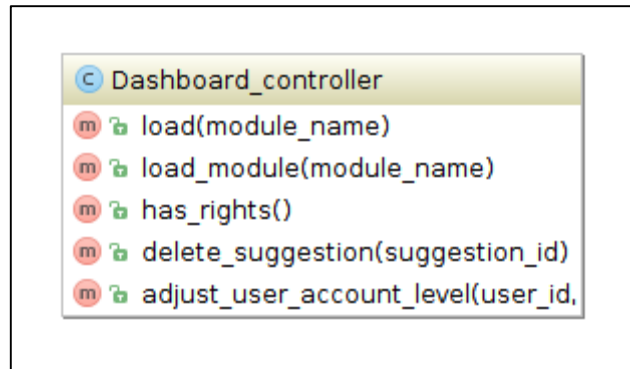 C Dashboard_controller
m load(module_name)
m load_module(module_name)
m has_rights()
m delete_suggestion(suggestion_id)
m adjust_user_account_level(user_id,